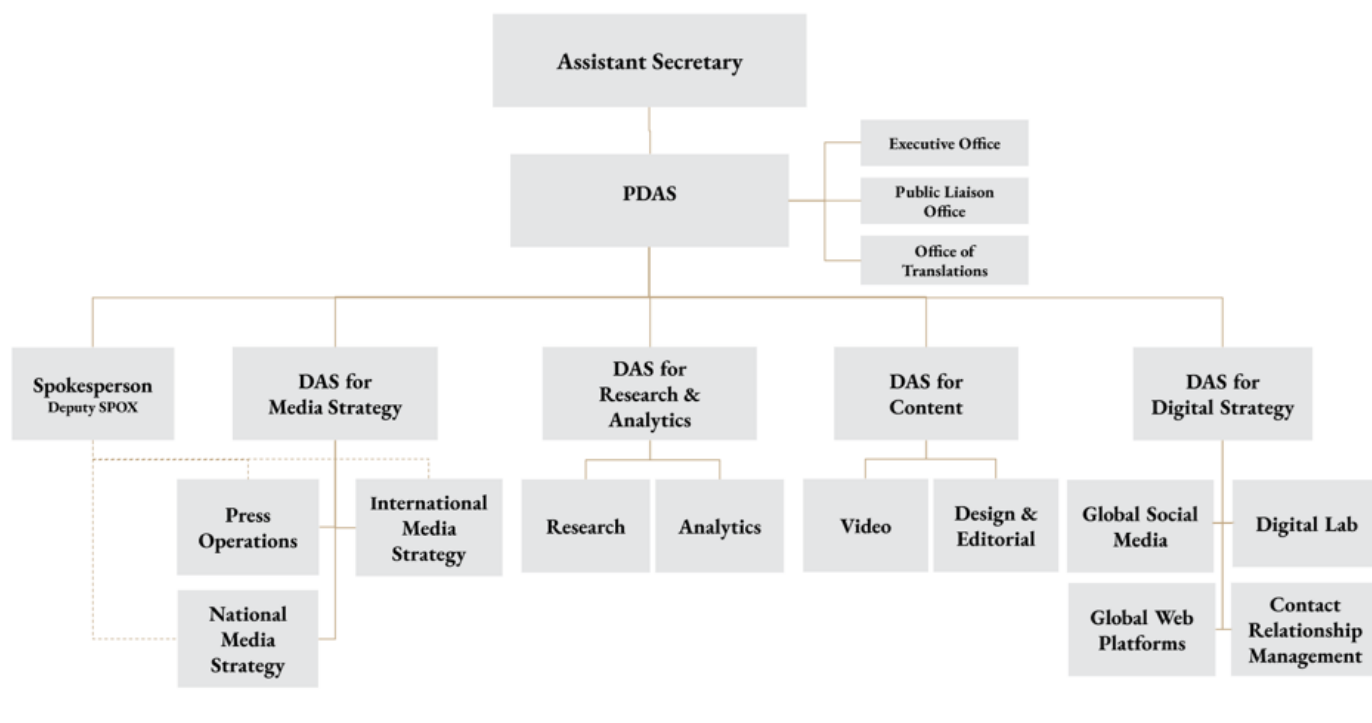 Assistant Secretary
PDAS
Executive Office
Public Liaison
Office
Office of
Translations
Spokesperson
Deputy SPOX
DAS for
Media Strategy
DAS for
Research &
Analytics
DAS for
Content
DAS for
Digital Strategy
Press
Operations
International
Media
Strategy
National
Media
Strategy
Research
Analytics
Video
Design &
Editorial
Global Social
Media
Digital Lab
Global Web
Platforms
Contact
Relationship
Management